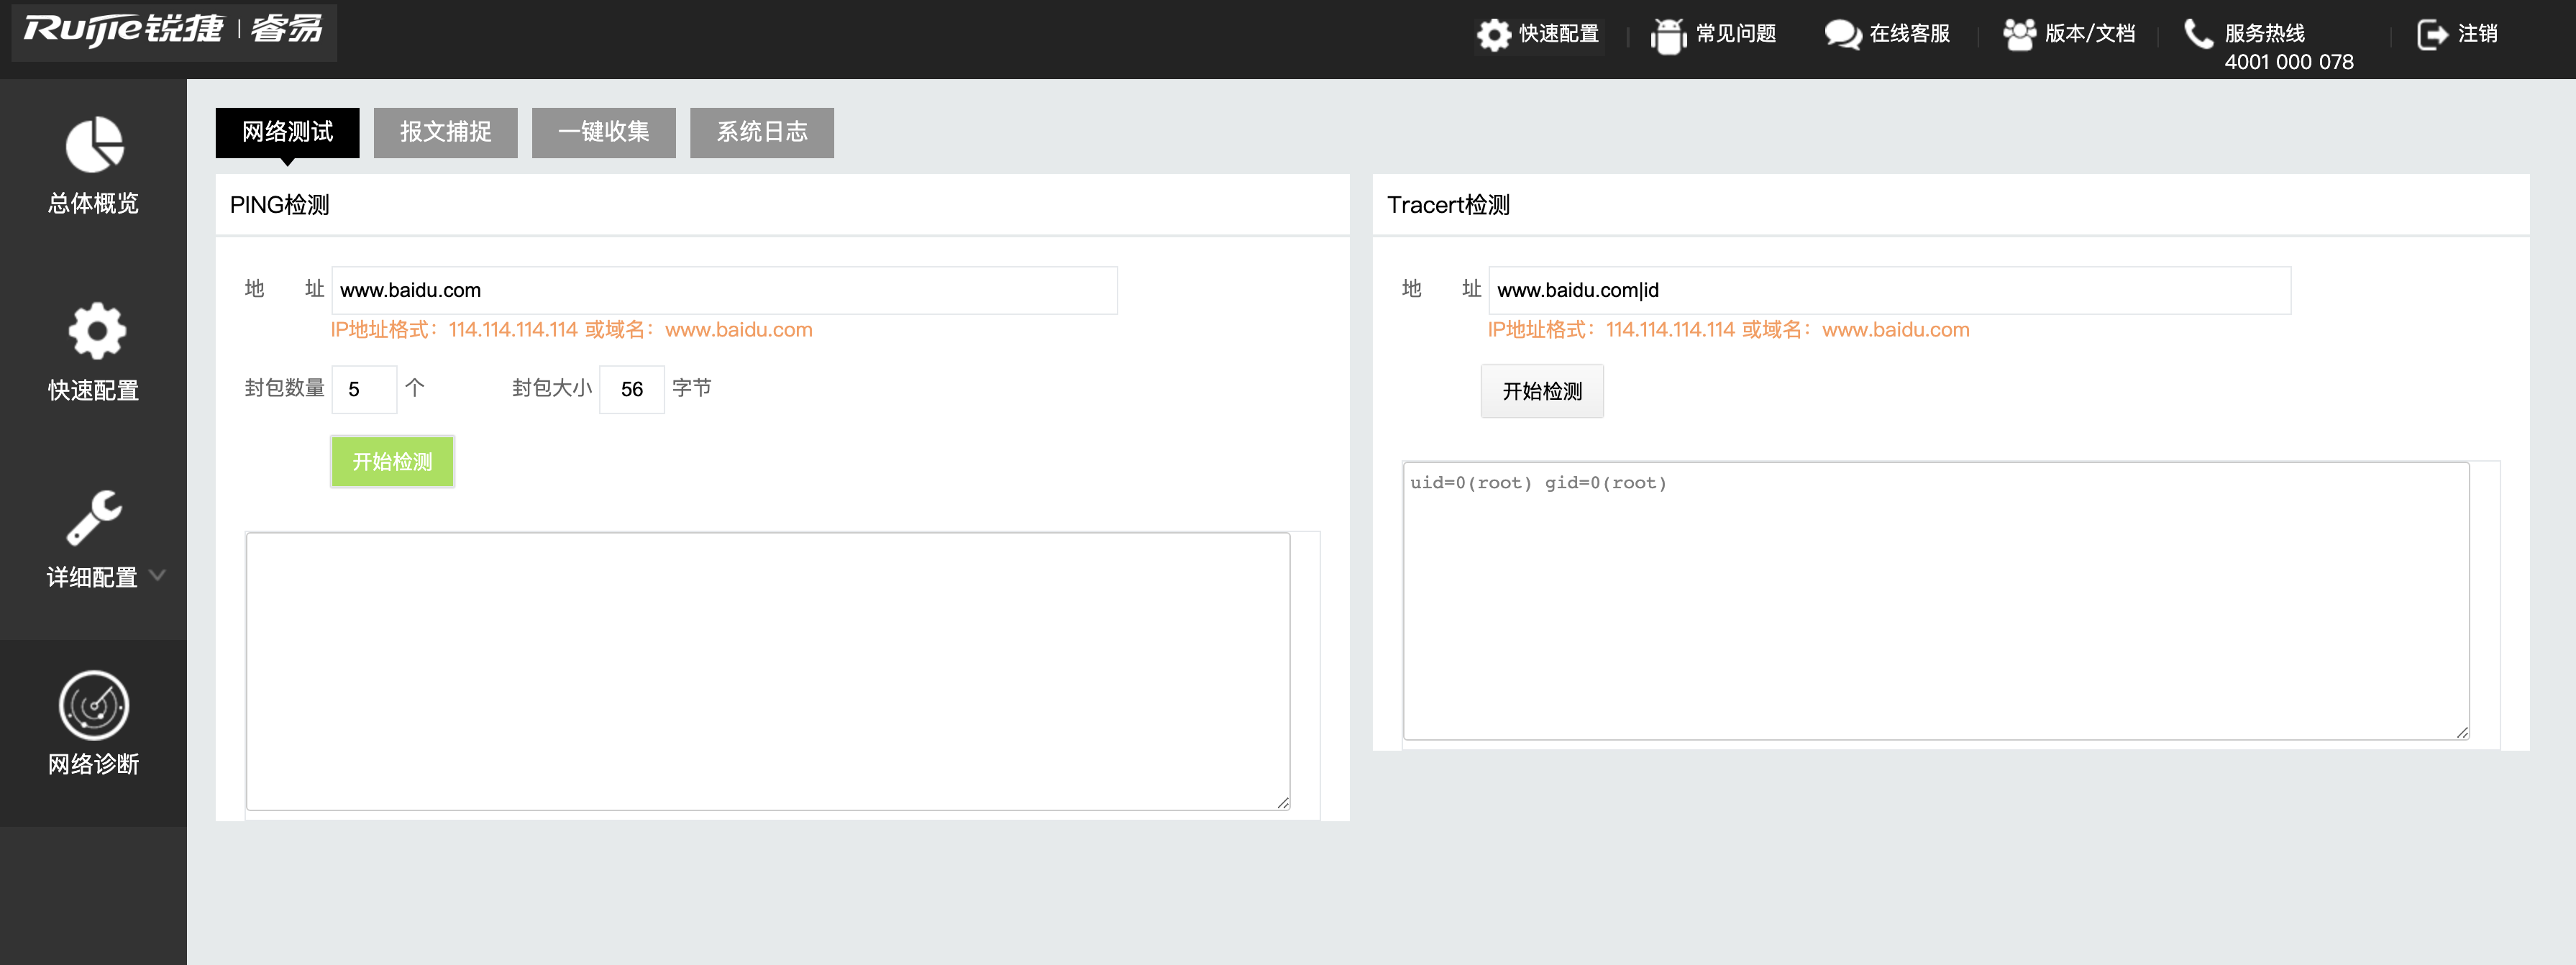 Ruijie锐捷 | 睿易
快速配置
常见问题
在线客服
版本/文档
服务热线
4001 000 078
注销
总体概览
快速配置
详细配置
网络诊断
网络测试
报文捕捉
一键收集
系统日志
PING检测
地 址 www.baidu.com
IP地址格式：114.114.114.114 或域名：www.baidu.com
封包数量 5 个 封包大小 56 字节
开始检测
Tracert检测
地 址 www.baidu.com|id
IP地址格式：114.114.114.114 或域名：www.baidu.com
开始检测
uid=0(root) gid=0(root)